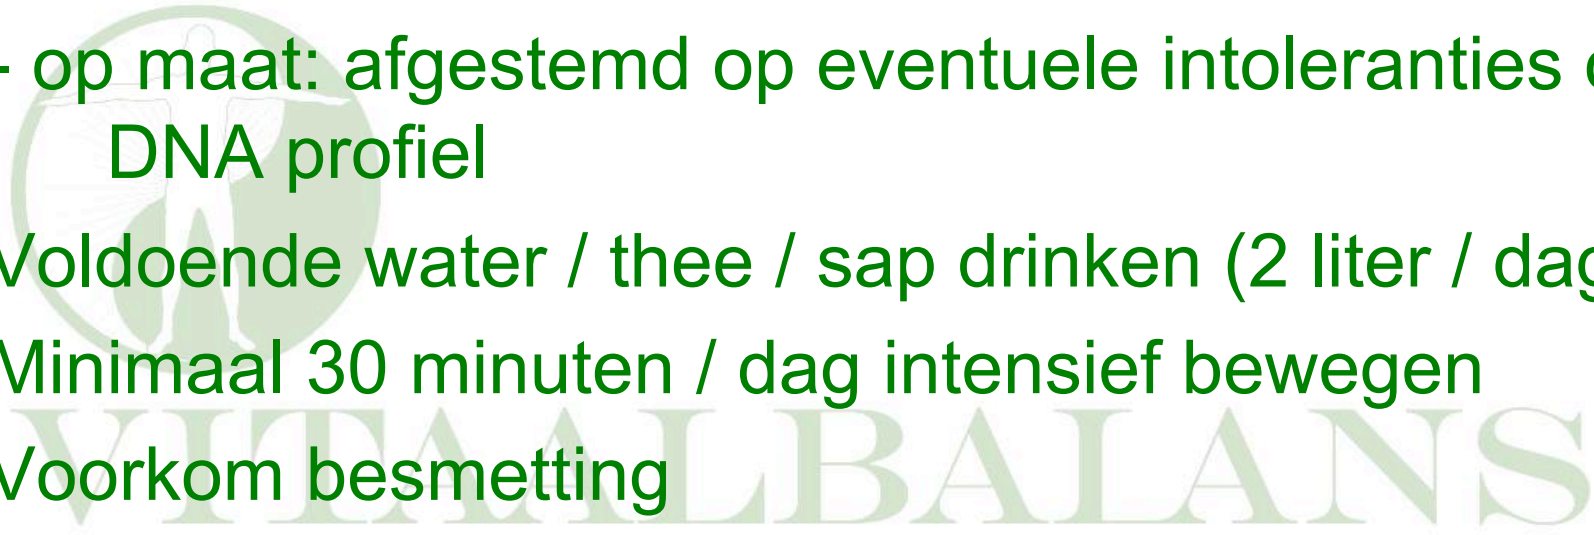 - op maat: afgestemd op eventuele intoleranties
DNA profiel
Voldoende water / thee / sap drinken (2 liter / dag
Minimaal 30 minuten / dag intensief bewegen
Voorkom besmetting
VITAALBALANS